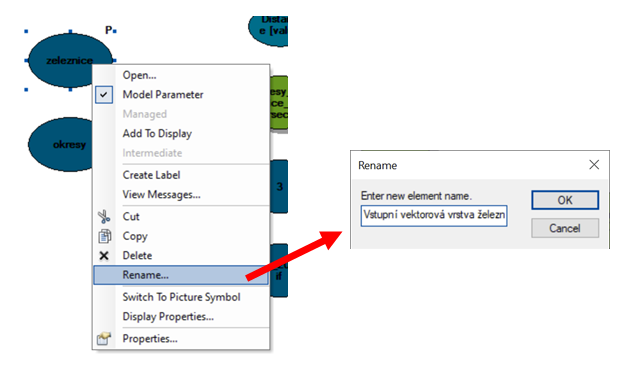 P
Distan
e [val
zeleznice
Open...
Model Parameter
Managed
Add To Display
Intermediate
Create Label
View Messages...
Cut
Copy
Delete
Rename...
Switch To Picture Symbol
Display Properties...
Properties...
okresy
esy_
ce_
sec
3
if
Rename
Enter new element name.
Vstupní vektorová vrstva železn
OK
Cancel